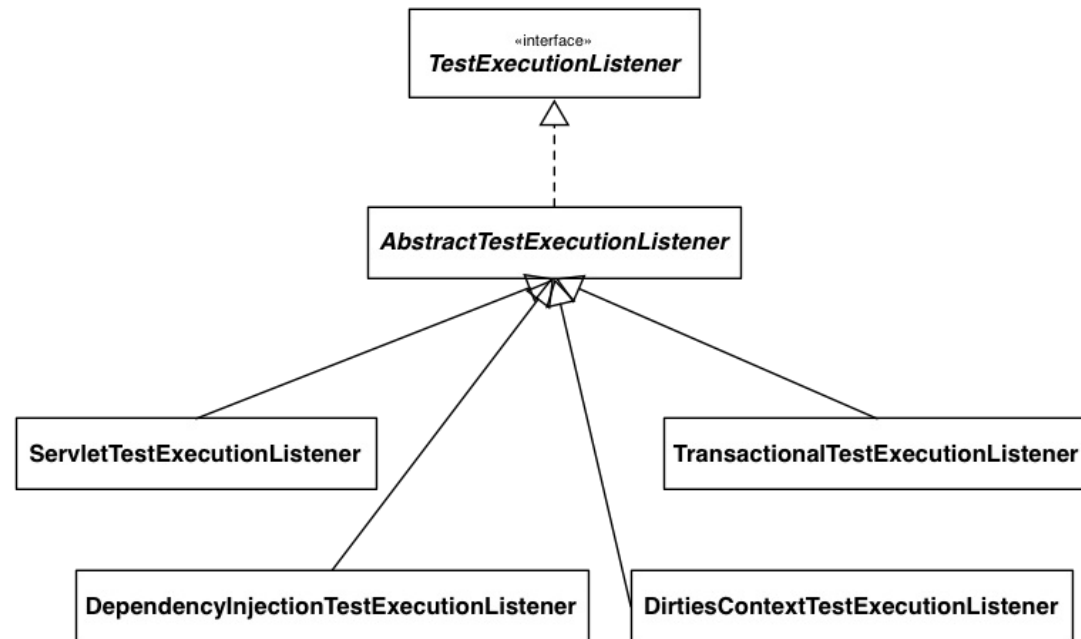 «interface»
TestExecutionListener
AbstractTestExecutionListener
ServletTestExecutionListener
TransactionalTestExecutionListener
DependencyInjectionTestExecutionListener
DirtiesContextTestExecutionListener